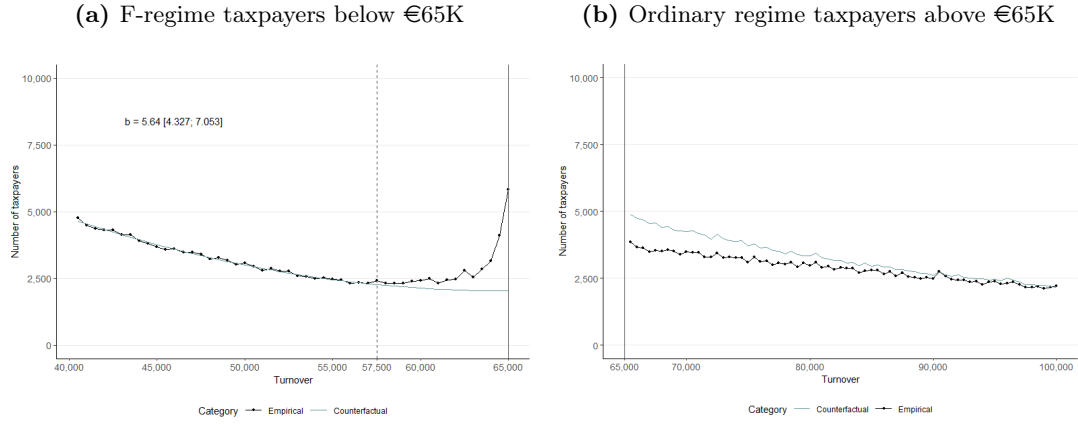 (a) F-regime taxpayers below €65K
10,000
7,500
5,000
2,500
0
Number of taxpayers
b = 5.64 [4.327; 7.053]
40,000 45,000 50,000 55,000 57,500 60,000 65,000
Turnover
Category Empirical Counterfactual
(b) Ordinary regime taxpayers above €65K
10,000
7,500
5,000
2,500
0
Number of taxpayers
65,000 70,000 80,000 90,000 100,000
Turnover
Category Counterfactual Empirical